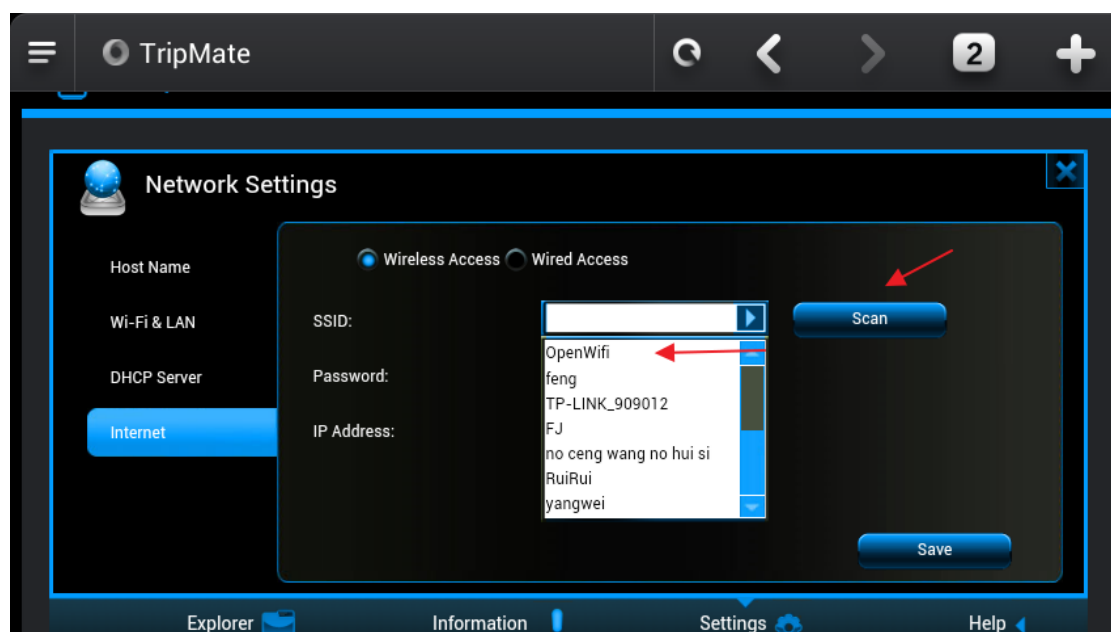 TripMate
2
Network Settings
Host Name
Wireless Access Wired Access
Wi-Fi & LAN
SSID:
Scan
OpenWifi
DHCP Server
Password:
feng
TP-LINK_909012
Internet
IP Address:
FJ
no ceng wang no hui si
RuiRui
yangwei
Save
Explorer
Information
Settings
Help